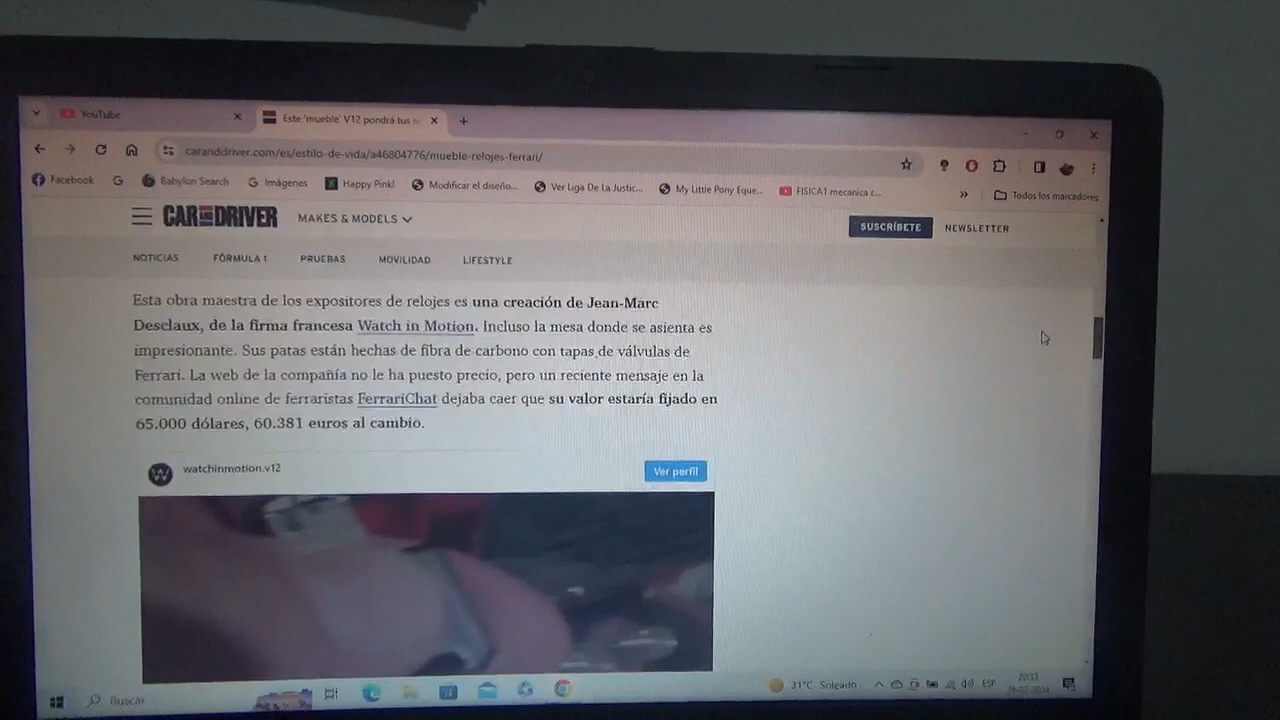 YouTube
Este 'mueble' V12 pondrá tus
caranddriver.com/es/estilo-de-vida/a46804776/mueble-relojes-ferrari/
Facebook
Babylon Search
Imágenes
Happy Pink!
Modificar el diseño...
Ver Liga De La Justic...
My Little Pony Eque...
FISICA1 mecanica c...
Todos los marcadores
CAR AND DRIVER
MAKES & MODELS
SUSCRÍBETE
NEWSLETTER
NOTICIAS
FÓRMULA 1
PRUEBAS
MOVILIDAD
LIFESTYLE
Esta obra maestra de los expositores de relojes es una creación de Jean-Marc
Desclaux, de la firma francesa Watch in Motion. Incluso la mesa donde se asienta es
impresionante. Sus patas están hechas de fibra de carbono con tapas de válvulas de
Ferrari. La web de la compañía no le ha puesto precio, pero un reciente mensaje en la
comunidad online de ferraristas FerrariChat dejaba caer que su valor estaría fijado en
65.000 dólares, 60.381 euros al cambio.
watchinmotion.v12
Ver perfil
Buscar
31°C Soleado
ESP
20:33